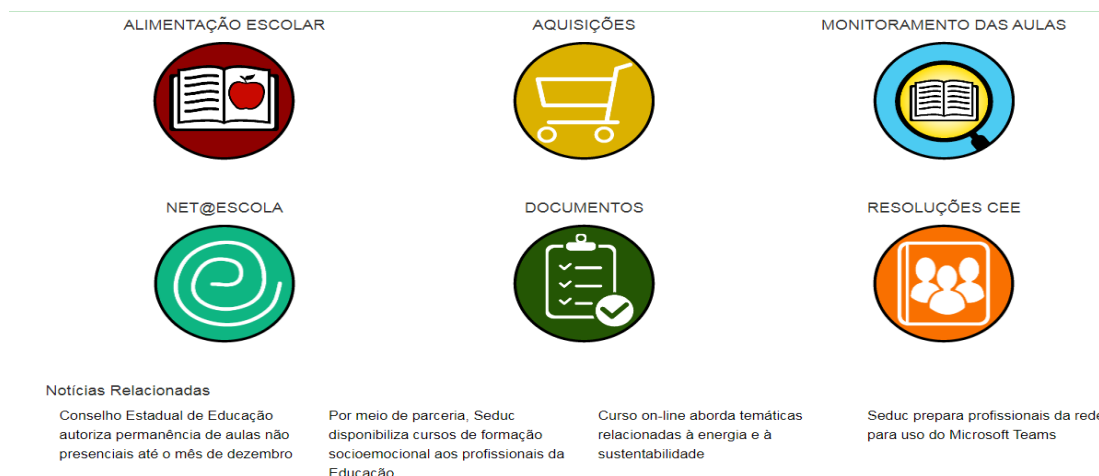 ALIMENTAÇÃO ESCOLAR
AQUISIÇÕES
MONITORAMENTO DAS AULAS
NET@ESCOLA
DOCUMENTOS
RESOLUÇÕES CEE
Notícias Relacionadas
Conselho Estadual de Educação
autoriza permanência de aulas não
presenciais até o mês de dezembro
Por meio de parceria, Seduc
disponibiliza cursos de formação
socioemocional aos profissionais da
Educação
Curso on-line aborda temáticas
relacionadas à energia e à
sustentabilidade
Seduc prepara profissionais da rede
para uso do Microsoft Teams